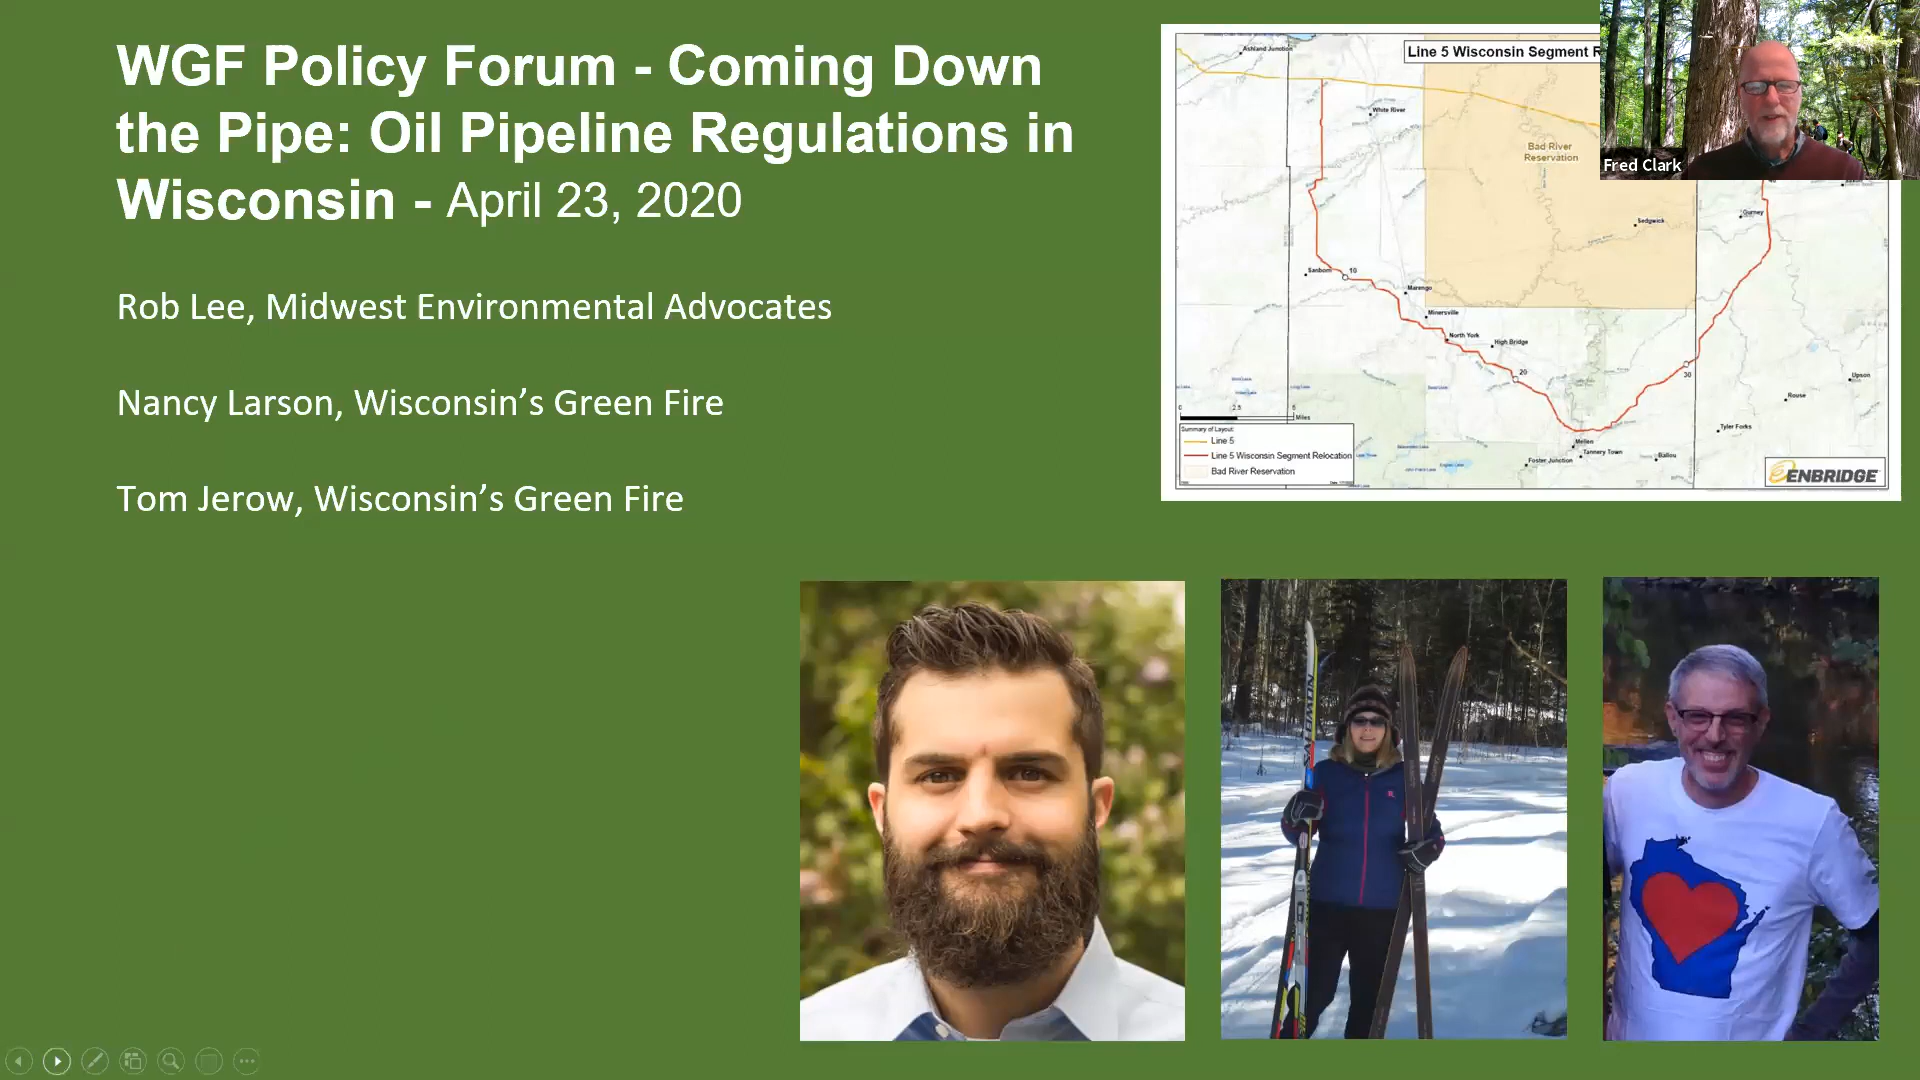 WGF Policy Forum - Coming Down
the Pipe: Oil Pipeline Regulations in
Wisconsin - April 23, 2020
Rob Lee, Midwest Environmental Advocates
Nancy Larson, Wisconsin's Green Fire
Tom Jerow, Wisconsin's Green Fire
Line 5 Wisconsin Segment R
Fred Clark
Ashland Junction
White River
Bad River
Reservation
Sedgwick
Gurney
Sanborn
10
Marengo
Minersville
North York
High Bridge
20
30
Upson
Rouse
Tyler Forks
Mellen
Tannery Town
Foster Junction
Ballou
0 2.5 5
Miles
Summary of Layout:
Line 5
Line 5 Wisconsin Segment Relocation
Bad River Reservation
ENBRIDGE